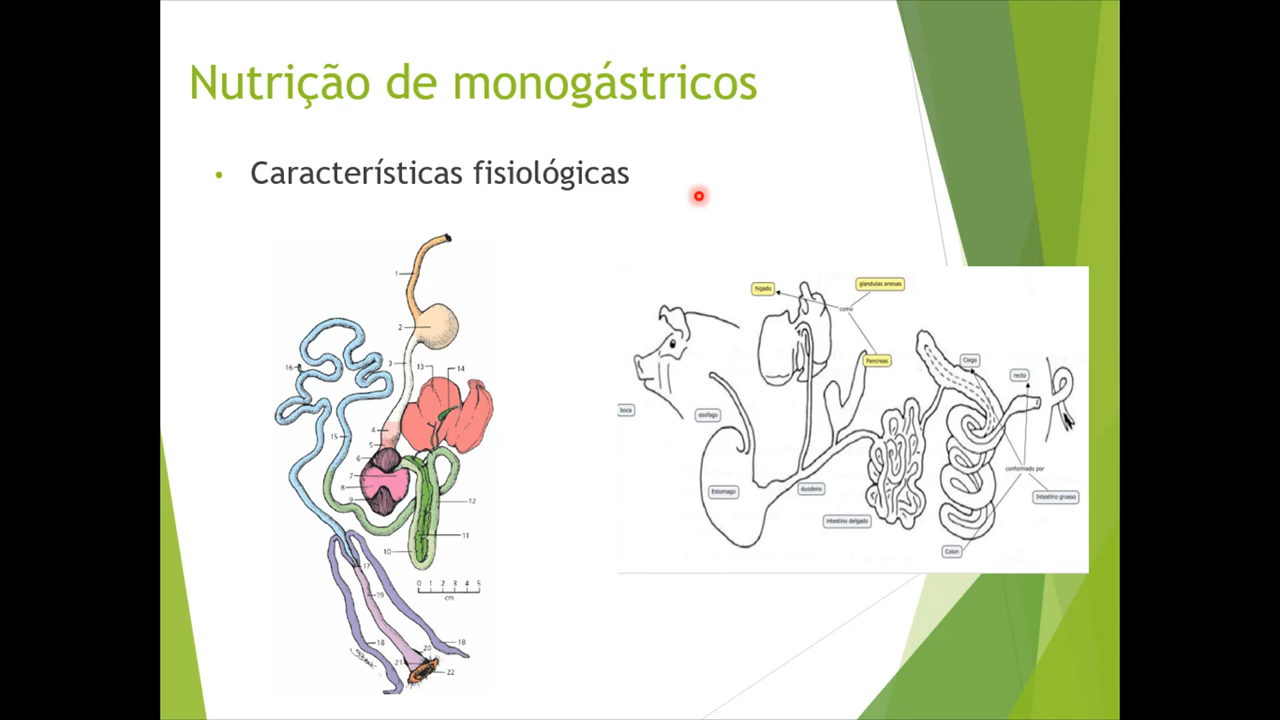 Nutrição de monogástricos
• Características fisiológicas
1
2
3
13
14
16
4
15
5
6
7
8
9
12
11
10
0 1 2 3 4 5
cm
17
19
18
18
20
21
22
higado
glandulas anexas
como
Pancreas
Ciego
recto
boca
esofago
conformado por
Estomago
duodeno
Intestino grueso
intestino delgado
Colon